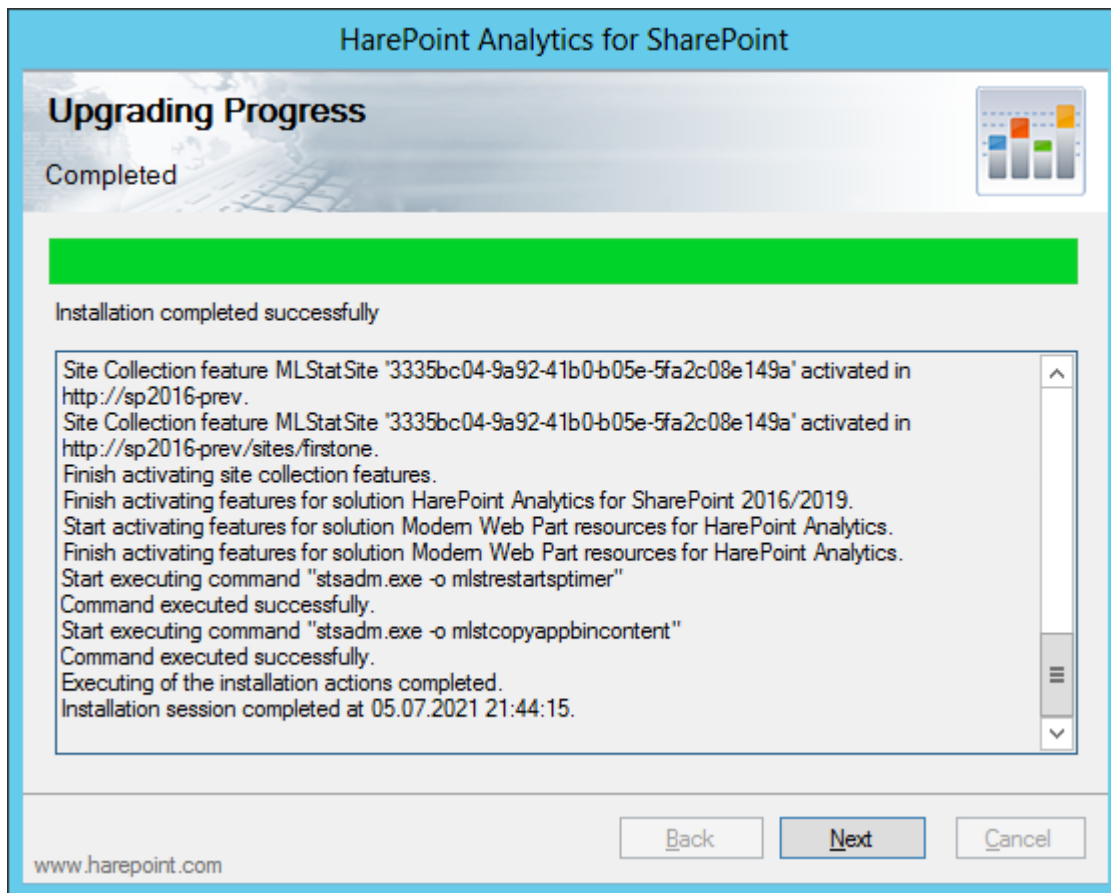 HarePoint Analytics for SharePoint
Upgrading Progress
Completed
Installation completed successfully
Site Collection feature MLStatSite '3335bc04-9a92-41b0-b05e-5fa2c08e149a' activated in
http://sp2016-prev.
Site Collection feature MLStatSite '3335bc04-9a92-41b0-b05e-5fa2c08e149a' activated in
http://sp2016-prev/sites/firstone.
Finish activating site collection features.
Finish activating features for solution HarePoint Analytics for SharePoint 2016/2019.
Start activating features for solution Modern Web Part resources for HarePoint Analytics.
Finish activating features for solution Modern Web Part resources for HarePoint Analytics.
Start executing command "stsadm.exe -o mlstrestartsptimer"
Command executed successfully.
Start executing command "stsadm.exe -o mlstcopyappbincontent"
Command executed successfully.
Executing of the installation actions completed.
Installation session completed at 05.07.2021 21:44:15.
Back Next Cancel
www.harepoint.com